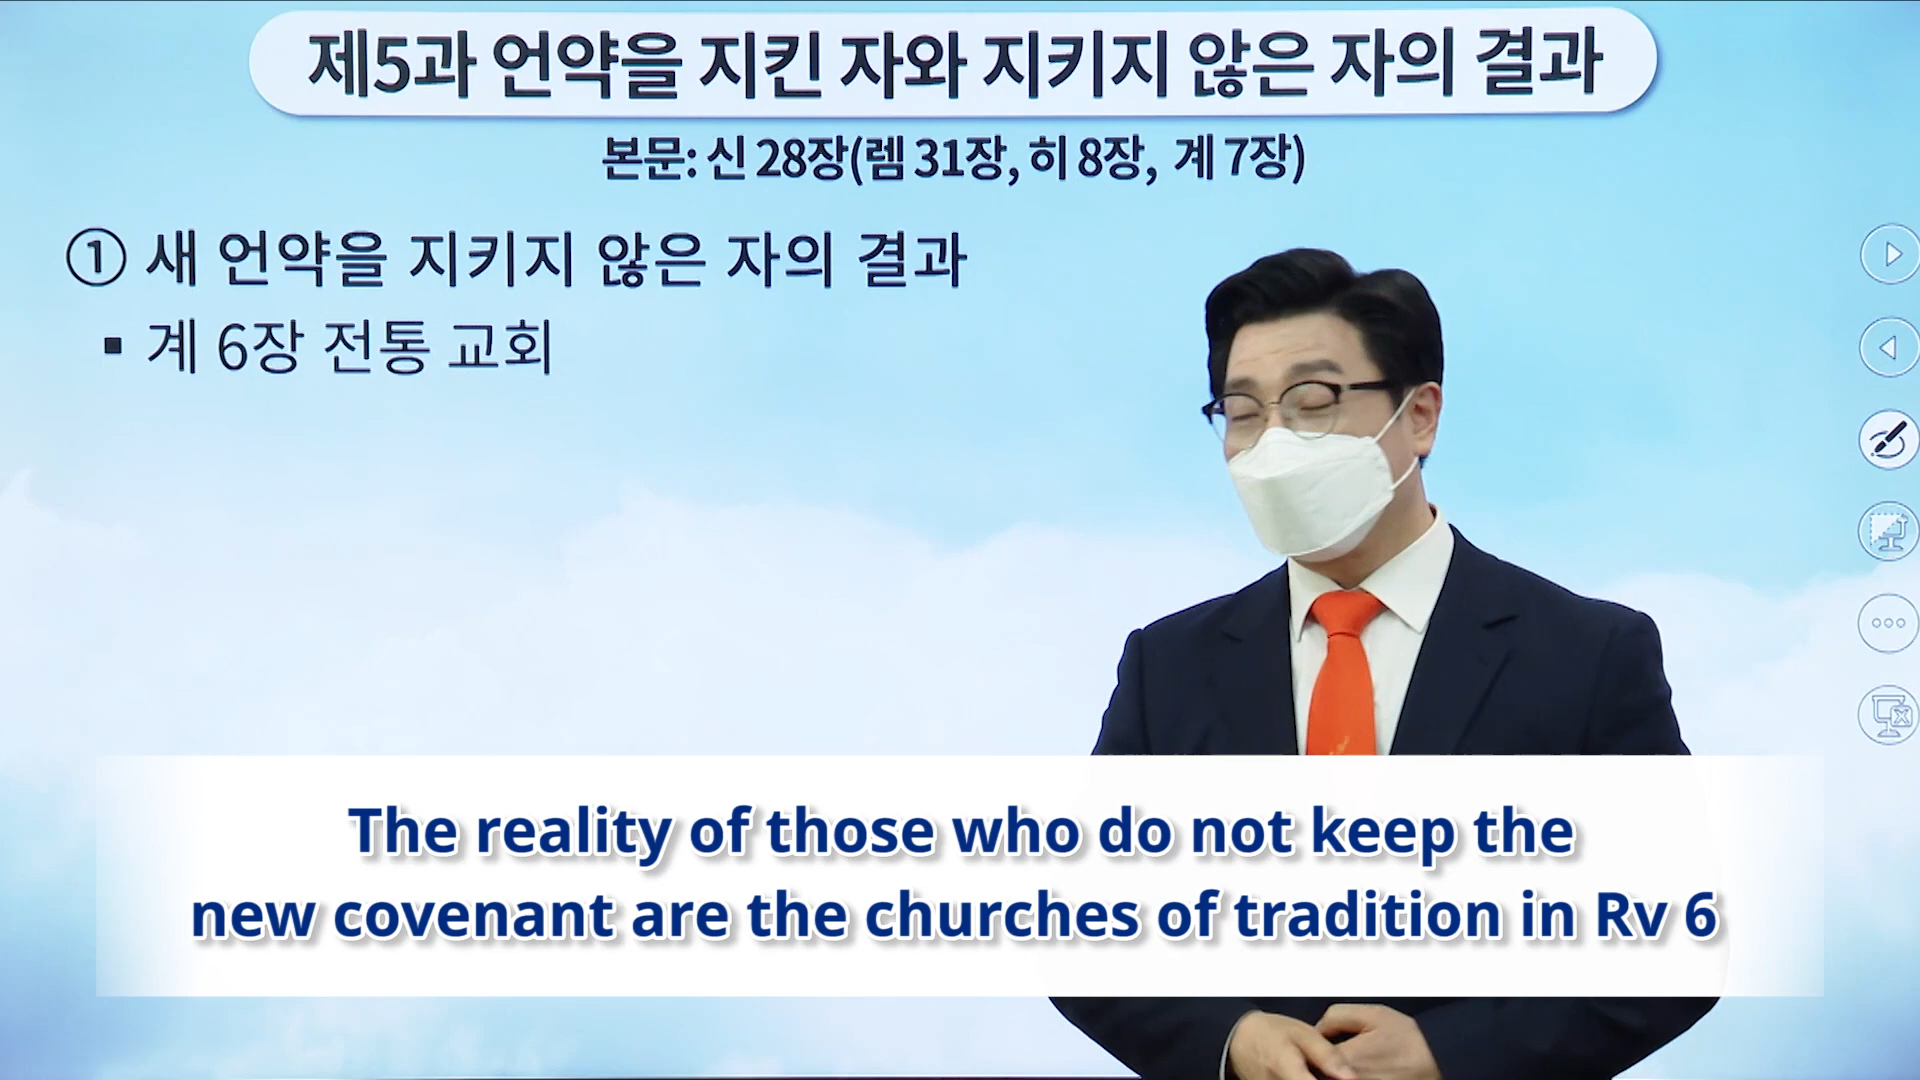 제5과 언약을 지킨 자와 지키지 않은 자의 결과
본문: 신 28장(렘 31장, 히 8장, 계 7장)
① 새 언약을 지키지 않은 자의 결과
▪ 계 6장 전통 교회
The reality of those who do not keep the
new covenant are the churches of tradition in Rv 6